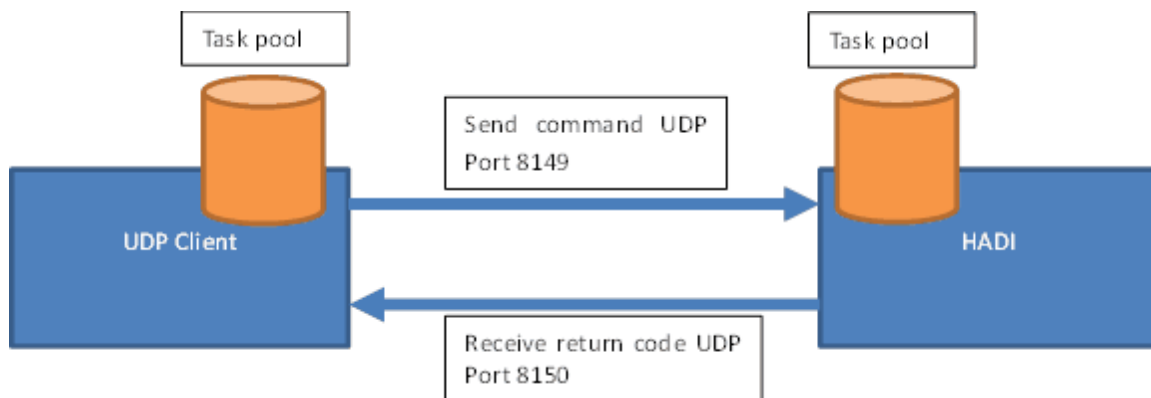 Task pool
Task pool
Send command UDP
Port 8149
UDP Client
HADI
Receive return code UDP
Port 8150